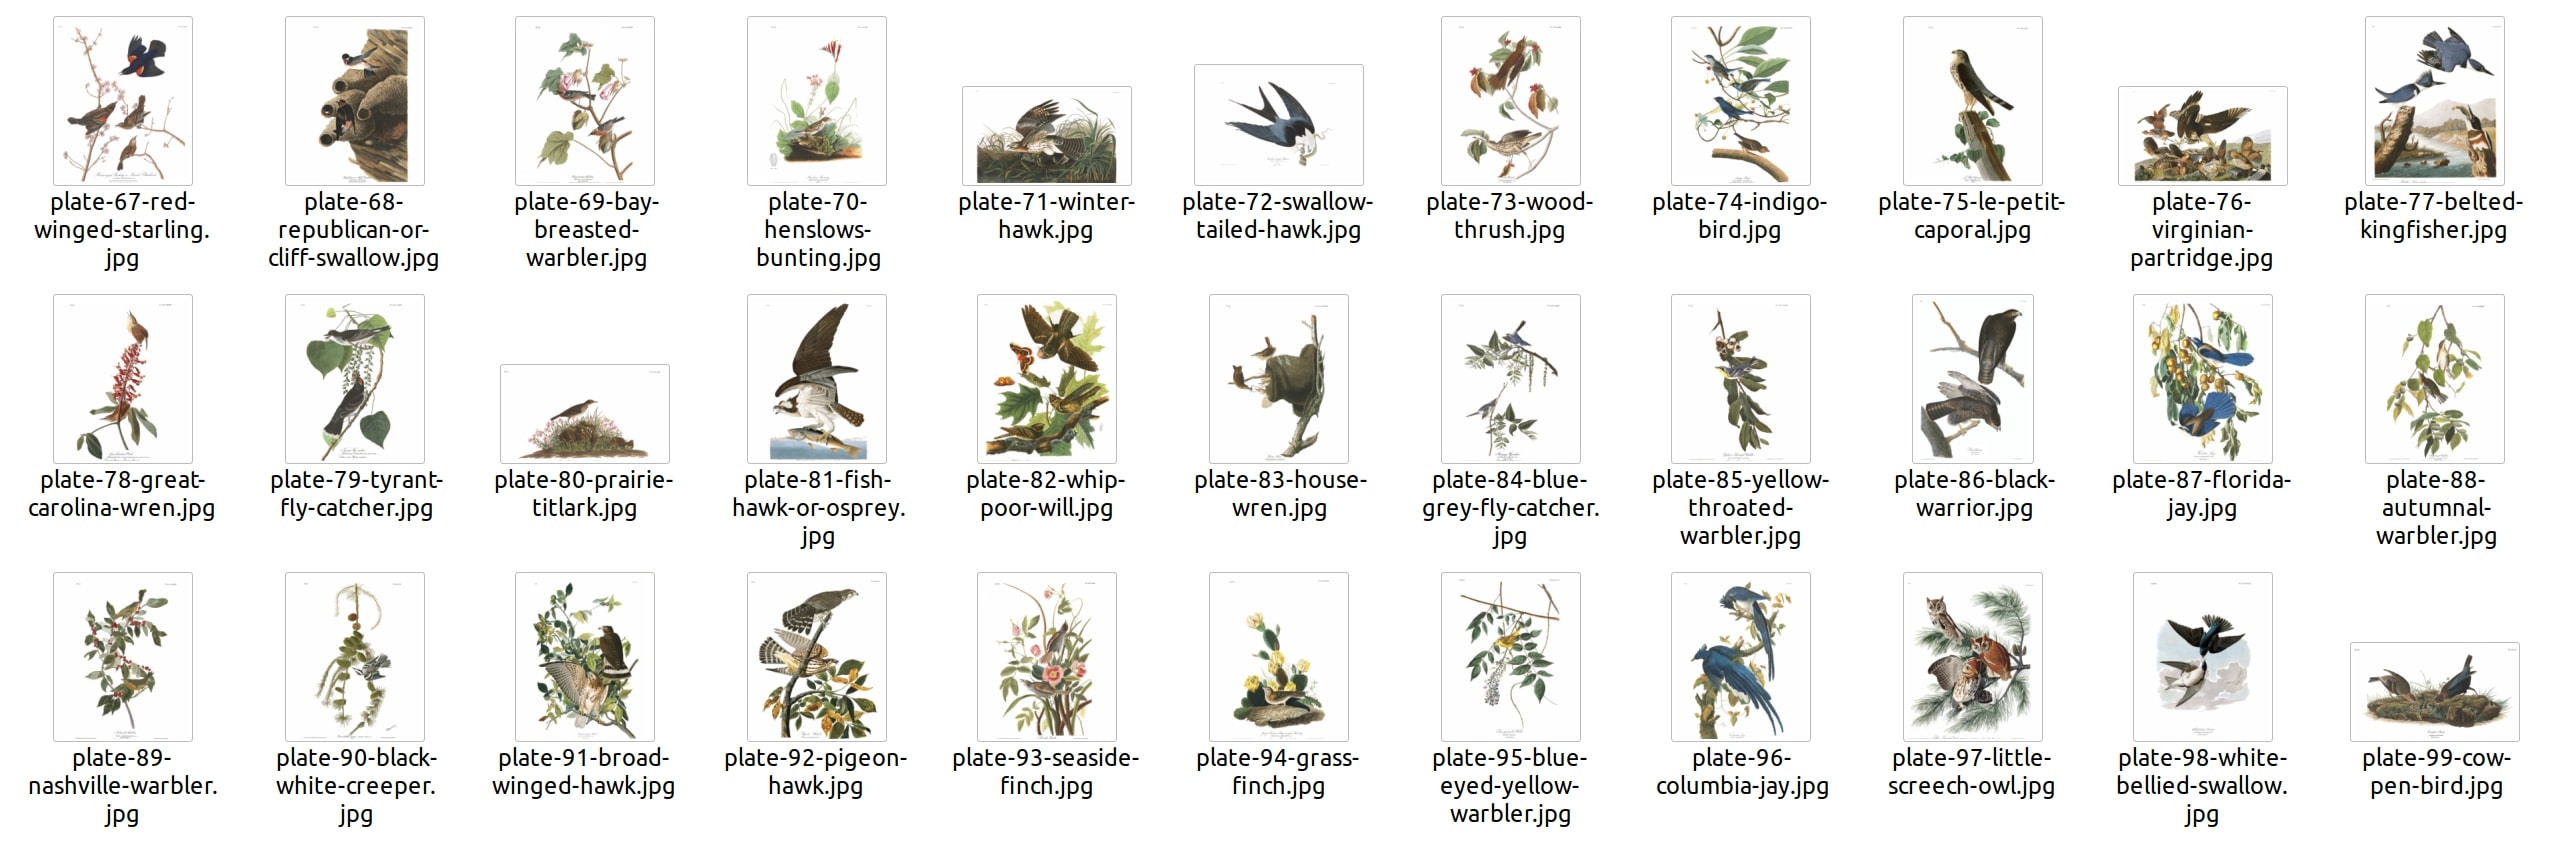 plate-67-red-
winged-starling.
jpg
plate-68-
republican-or-
cliff-swallow.jpg
plate-69-bay-
breasted-
warbler.jpg
plate-70-
henslows-
bunting.jpg
plate-71-winter-
hawk.jpg
plate-72-swallow-
tailed-hawk.jpg
plate-73-wood-
thrush.jpg
plate-74-indigo-
bird.jpg
plate-75-le-petit-
caporal.jpg
plate-76-
virginian-
partridge.jpg
plate-77-belted-
kingfisher.jpg
plate-78-great-
carolina-wren.jpg
plate-79-tyrant-
fly-catcher.jpg
plate-80-prairie-
titlark.jpg
plate-81-fish-
hawk-or-osprey.
jpg
plate-82-whip-
poor-will.jpg
plate-83-house-
wren.jpg
plate-84-blue-
grey-fly-catcher.
jpg
plate-85-yellow-
throated-
warbler.jpg
plate-86-black-
warrior.jpg
plate-87-florida-
jay.jpg
plate-88-
autumnal-
warbler.jpg
plate-89-
nashville-warbler.
jpg
plate-90-black-
white-creeper.
jpg
plate-91-broad-
winged-hawk.jpg
plate-92-pigeon-
hawk.jpg
plate-93-seaside-
finch.jpg
plate-94-grass-
finch.jpg
plate-95-blue-
eyed-yellow-
warbler.jpg
plate-96-
columbia-jay.jpg
plate-97-little-
screech-owl.jpg
plate-98-white-
bellied-swallow.
jpg
plate-99-cow-
pen-bird.jpg